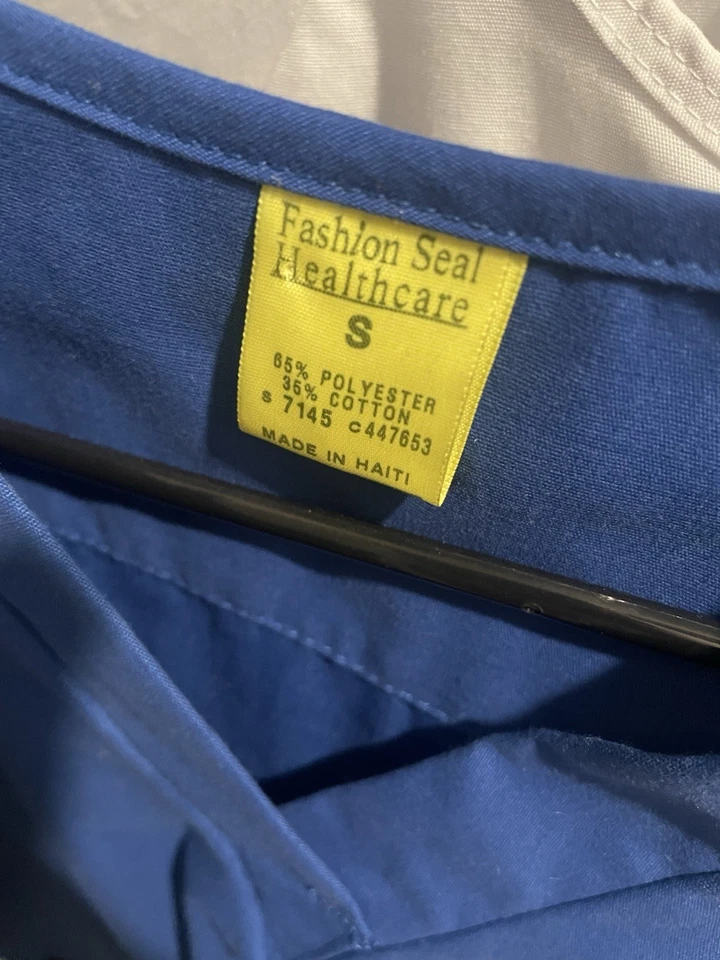 Fashion Seal
Healthcare
S
65% POLYESTER
35% COTTON
S 7145 C447653
MADE IN HAITI